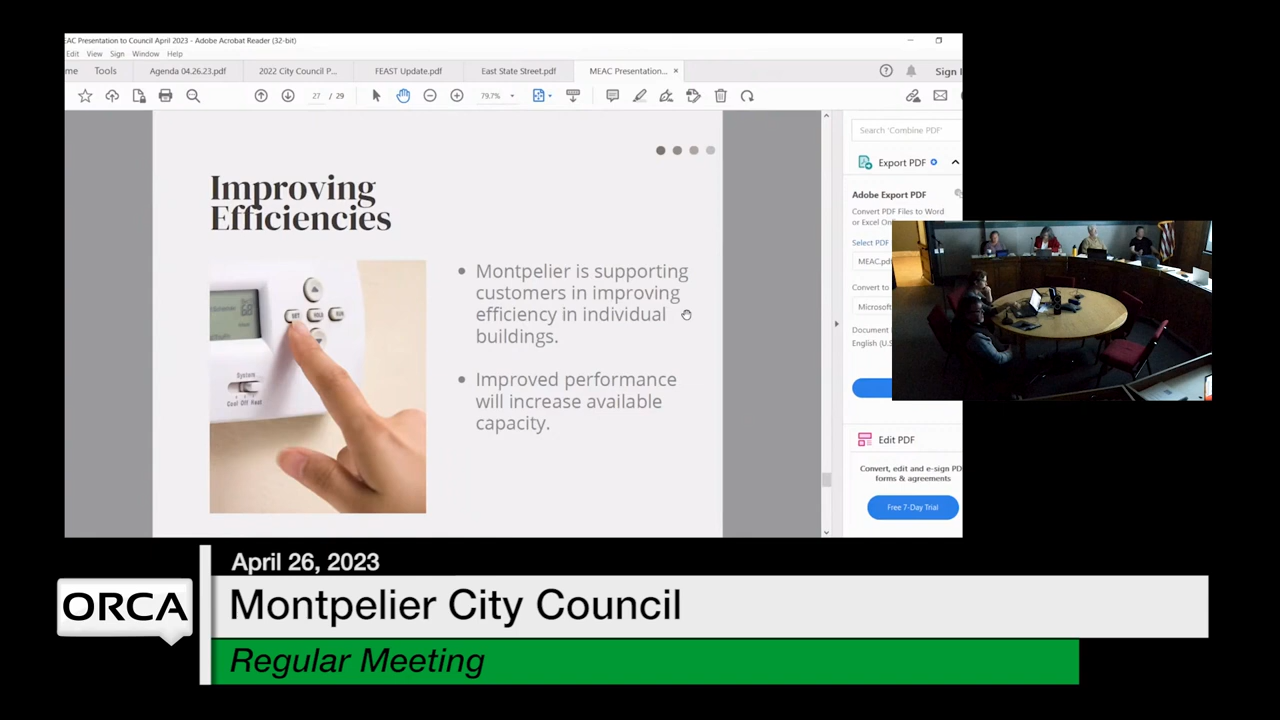 EAC Presentation to Council April 2023 - Adobe Acrobat Reader (32-bit)
Edit View Sign Window Help
me Tools Agenda 04.26.23.pdf 2022 City Council P... FEAST Update.pdf East State Street.pdf MEAC Presentation... × Sign I
27 / 29 79.7%
Search 'Combine PDF'
Export PDF
Adobe Export PDF
Convert PDF Files to Word
or Excel On
Select PDF
MEAC.pd
Convert to
Microsof
Document
English (U.S
Edit PDF
Convert, edit and e-sign PD
forms & agreements
Free 7-Day Trial
Improving
Efficiencies
• Montpelier is supporting
customers in improving
efficiency in individual
buildings.
• Improved performance
will increase available
capacity.
SET HOLD RUN
System
Cool Off Heat
April 26, 2023
ORCA
Montpelier City Council
Regular Meeting